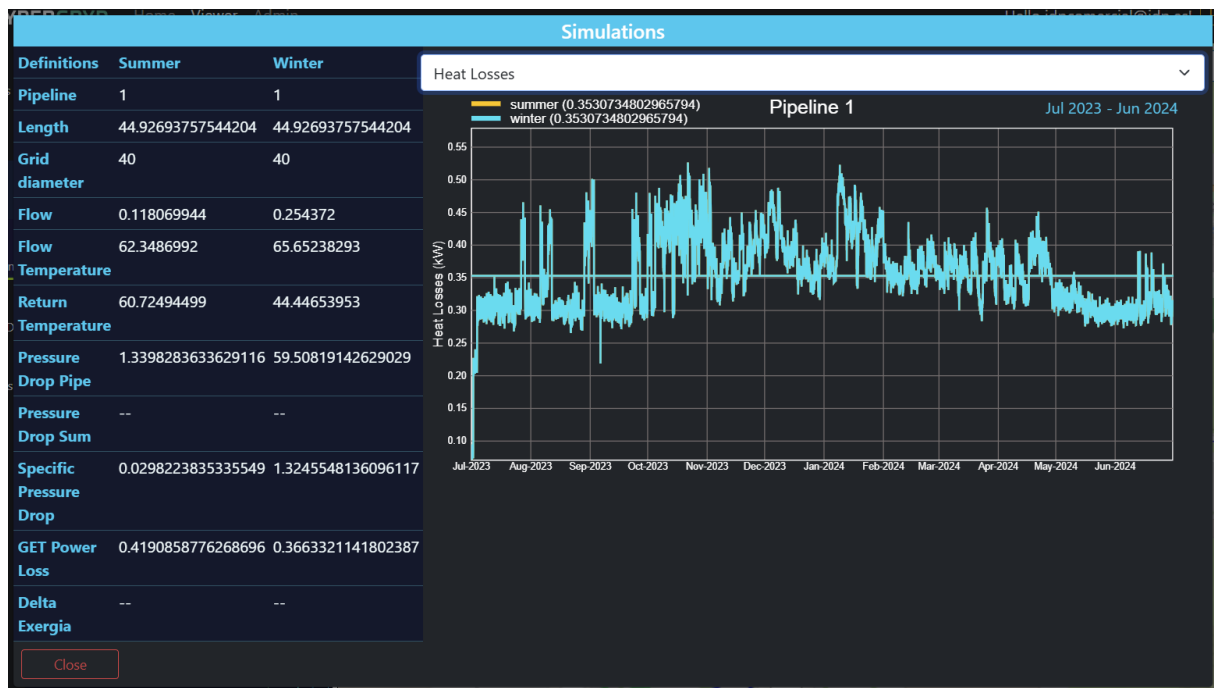 Home Viewer Admin
Simulations
Definitions Summer Winter
Pipeline 1 1
Length 44.92693757544204 44.92693757544204
Grid diameter 40 40
Flow 0.118069944 0.254372
Flow Temperature 62.3486992 65.65238293
Return Temperature 60.72494499 44.44653953
Pressure Drop Pipe 1.3398283633629116 59.50819142629029
Pressure Drop Sum -- --
Specific Pressure Drop 0.0298223835335549 1.3245548136096117
GET Power Loss 0.4190858776268696 0.3663321141802387
Delta Exergia -- --
Close
Heat Losses
summer (0.3530734802965794)
winter (0.3530734802965794)
Pipeline 1
Jul 2023 - Jun 2024
Heat Losses (kW)
0.55
0.50
0.45
0.40
0.35
0.30
0.25
0.20
0.15
0.10
Jul-2023 Aug-2023 Sep-2023 Oct-2023 Nov-2023 Dec-2023 Jan-2024 Feb-2024 Mar-2024 Apr-2024 May-2024 Jun-2024